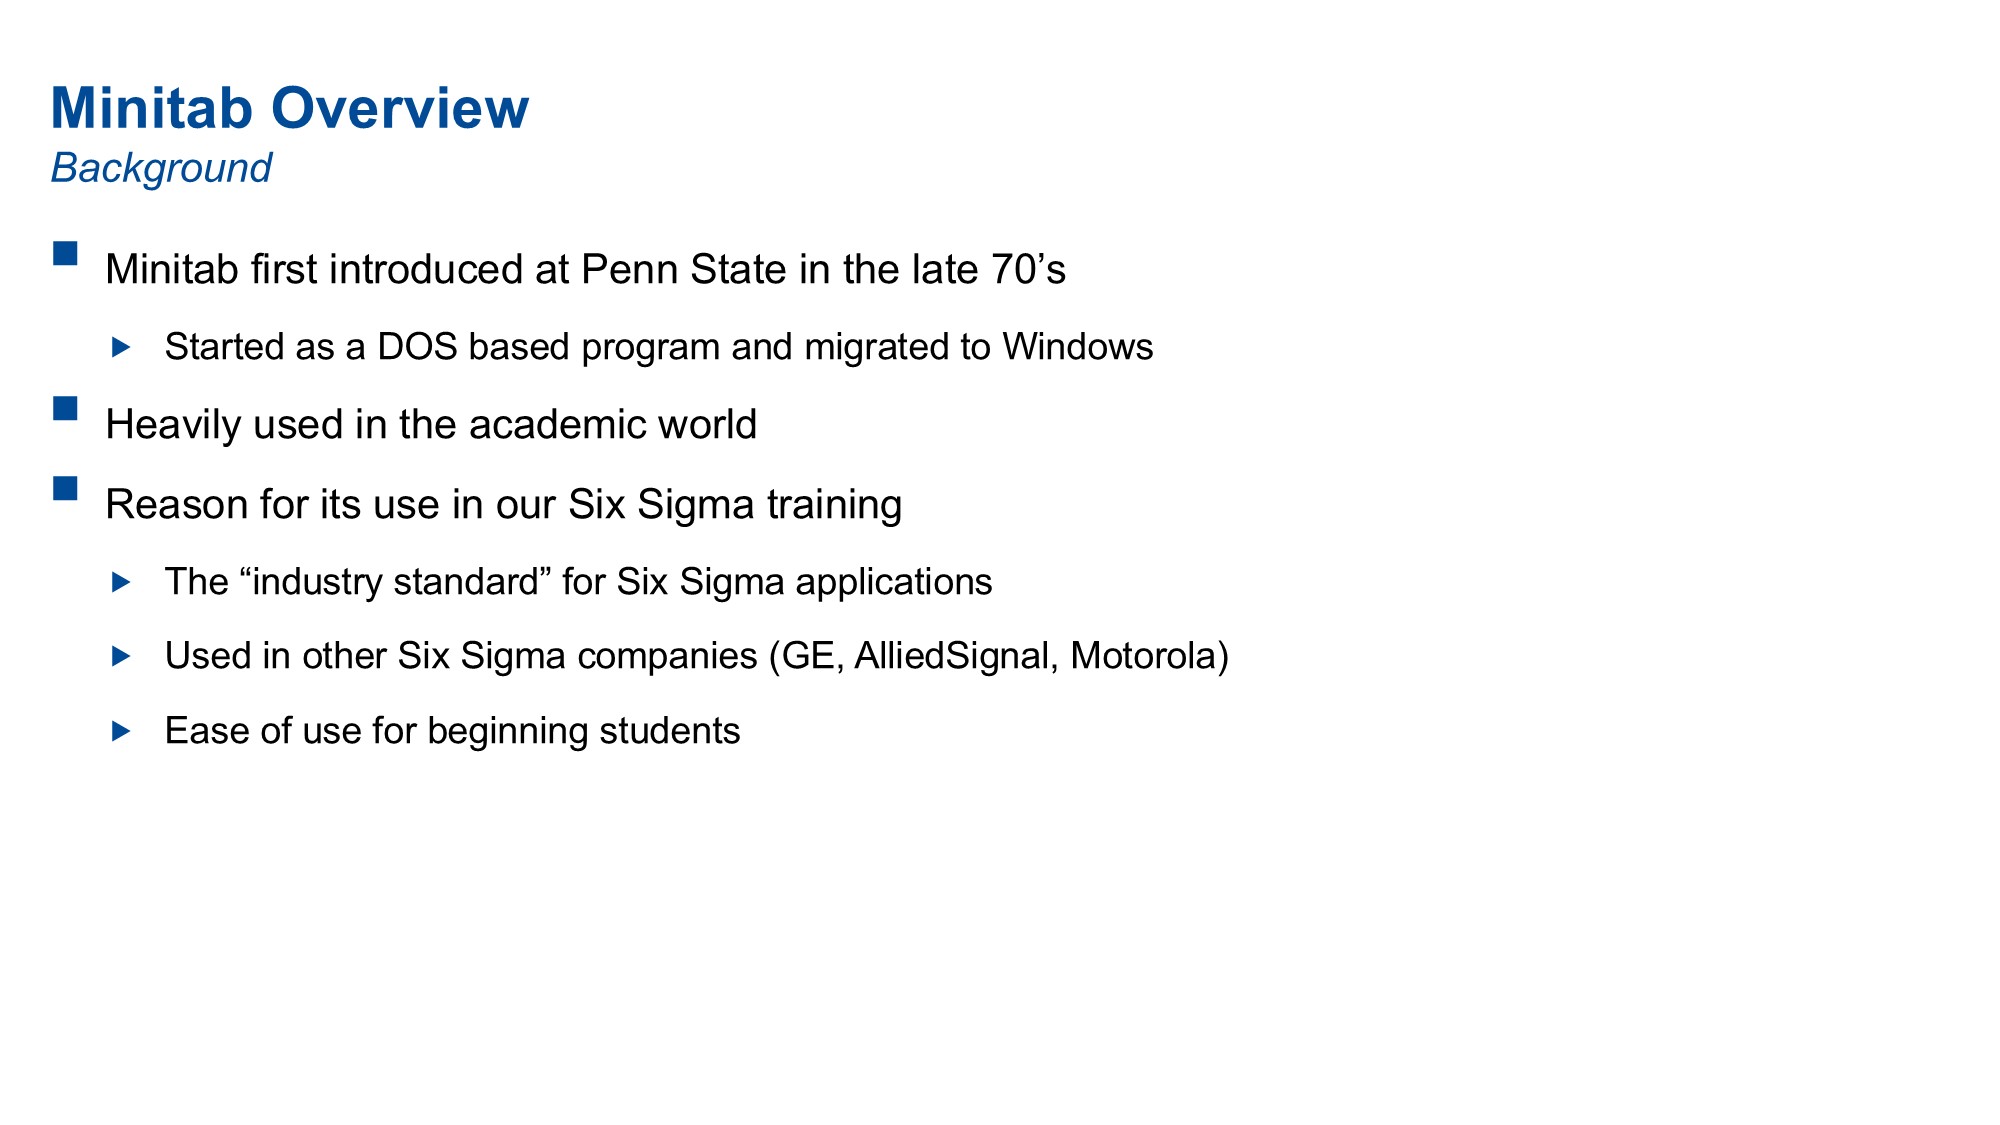 Minitab Overview
Background
Minitab first introduced at Penn State in the late 70’s
Started as a DOS based program and migrated to Windows
Heavily used in the academic world
Reason for its use in our Six Sigma training
The “industry standard” for Six Sigma applications
Used in other Six Sigma companies (GE, AlliedSignal, Motorola)
Ease of use for beginning students